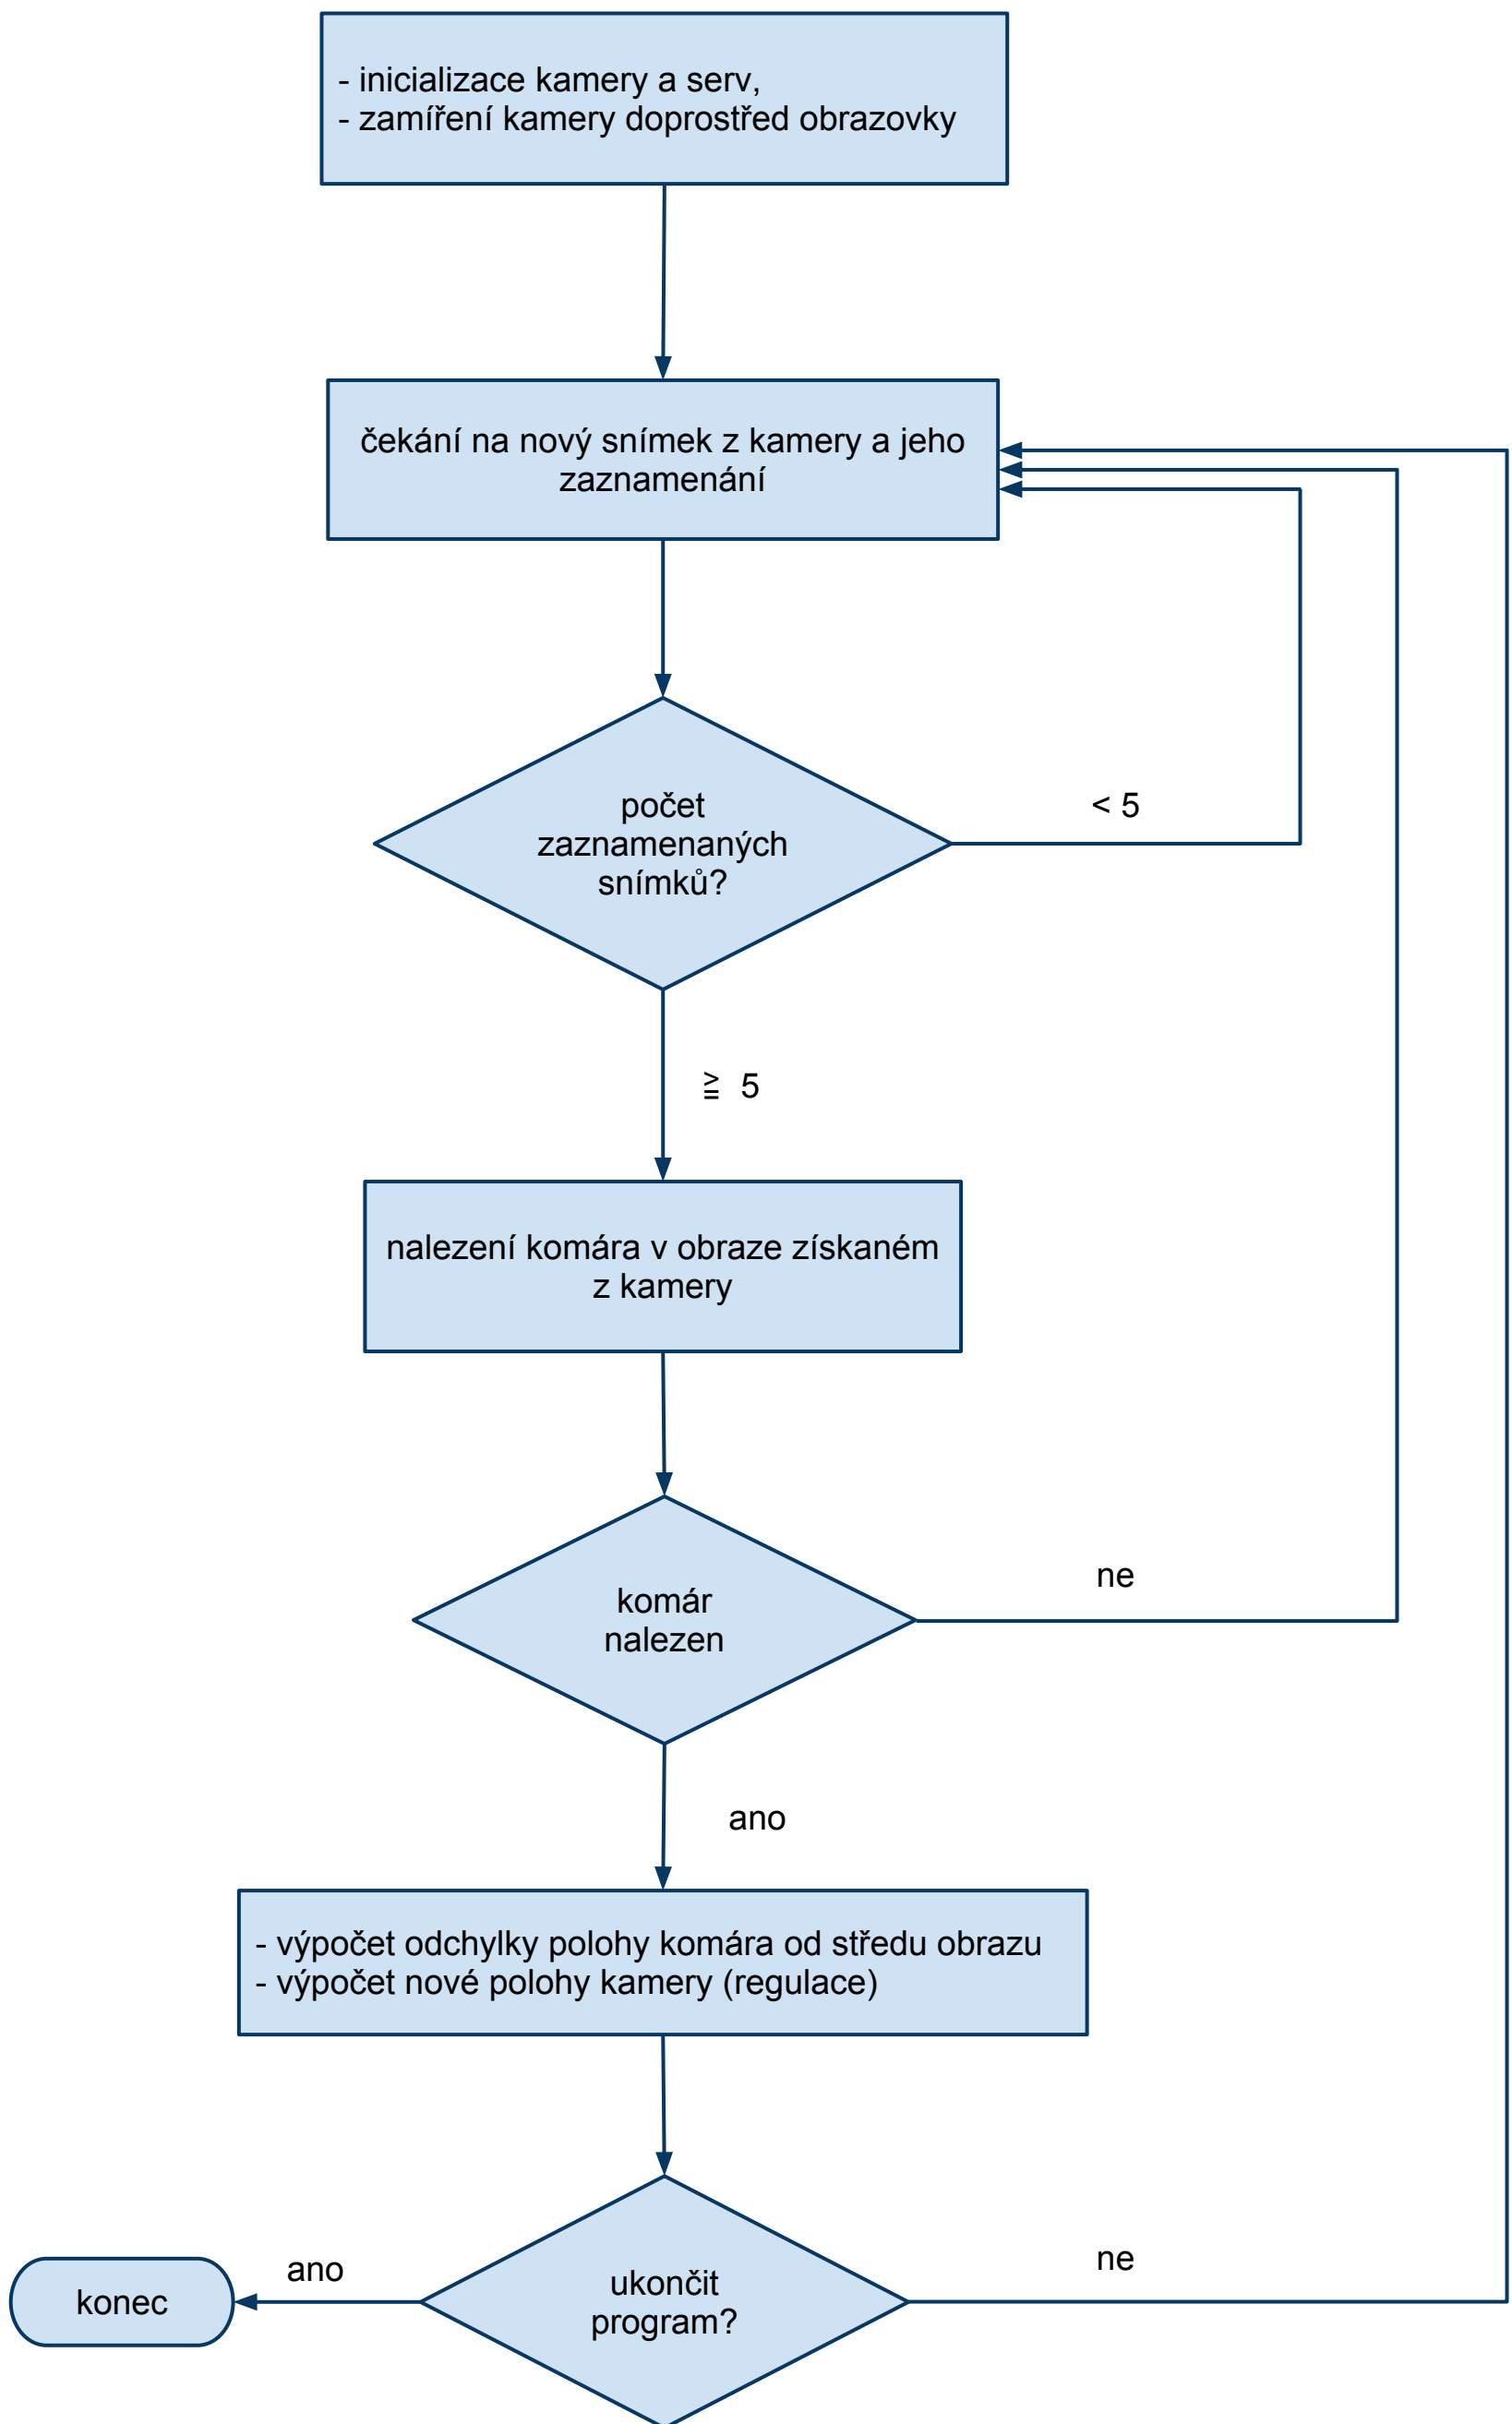 - inicializace kamery a serv,
- zamíření kamery doprostřed obrazovky
čekání na nový snímek z kamery a jeho
zaznamenání
počet
zaznamenaných
snímků?
< 5
≧ 5
nalezení komára v obraze získaném
z kamery
komár
nalezen
ne
ano
- výpočet odchylky polohy komára od středu obrazu
- výpočet nové polohy kamery (regulace)
ukončit
program?
ano
ne
konec